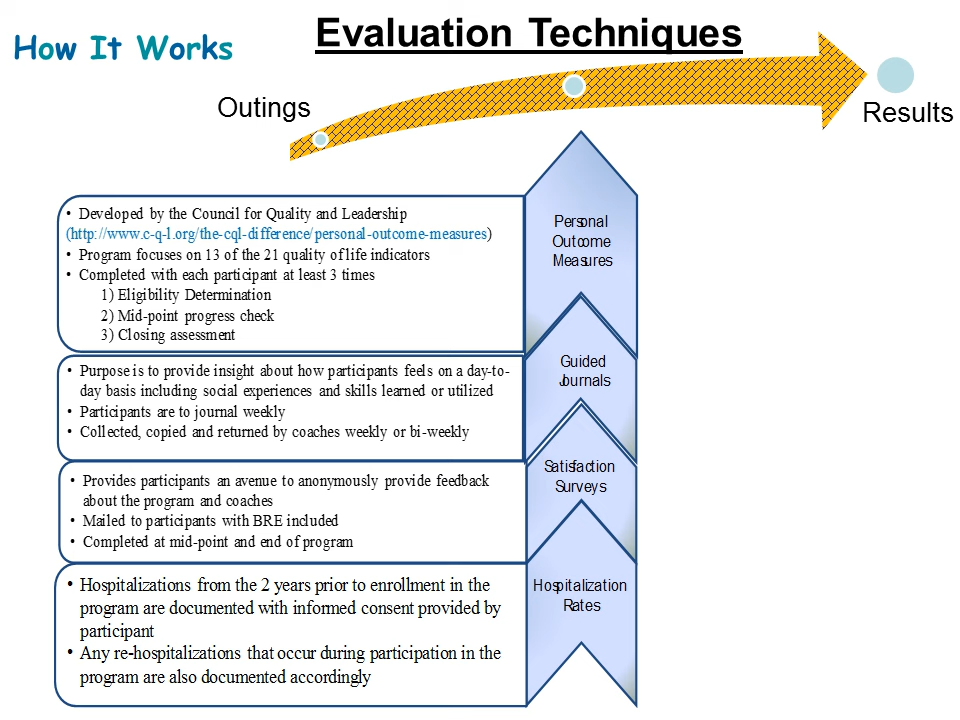 How It Works
Evaluation Techniques
Outings
Results
• Developed by the Council for Quality and Leadership
(http://www.c-q-l.org/the-cql-difference/personal-outcome-measures)
• Program focuses on 13 of the 21 quality of life indicators
• Completed with each participant at least 3 times
1) Eligibility Determination
2) Mid-point progress check
3) Closing assessment
Personal
Outcome
Measures
• Purpose is to provide insight about how participants feels on a day-to-
day basis including social experiences and skills learned or utilized
• Participants are to journal weekly
• Collected, copied and returned by coaches weekly or bi-weekly
Guided
Journals
• Provides participants an avenue to anonymously provide feedback
about the program and coaches
• Mailed to participants with BRE included
• Completed at mid-point and end of program
Satisfaction
Surveys
• Hospitalizations from the 2 years prior to enrollment in the
program are documented with informed consent provided by
participant
• Any re-hospitalizations that occur during participation in the
program are also documented accordingly
Hospitalization
Rates